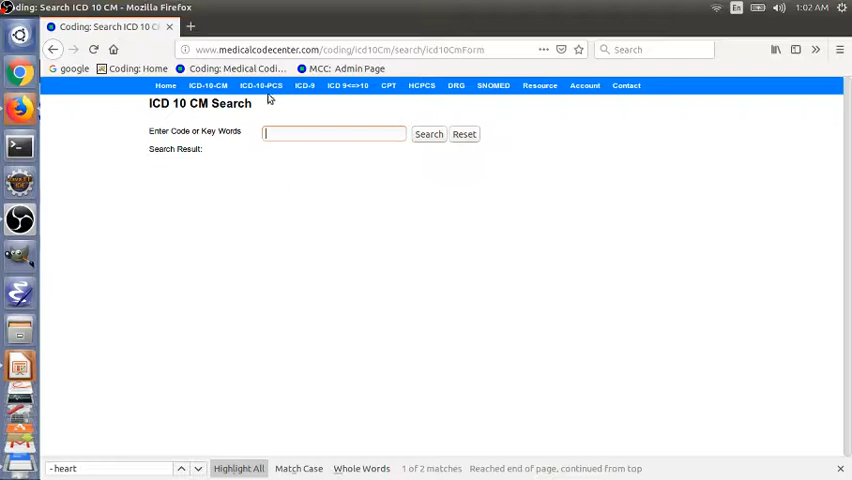 Coding: Search ICD 10 CM - Mozilla Firefox
En
1:02 AM
Coding: Search ICD 10 C
www.medicalcodecenter.com/coding/icd10Cm/search/icd10CmForm
Search
google
Coding: Home
Coding: Medical Codi...
MCC: Admin Page
Home ICD-10-CM ICD-10-PCS ICD-9 ICD 9<=>10 CPT HCPCS DRG SNOMED Resource Account Contact
ICD 10 CM Search
Enter Code or Key Words
Search Reset
Search Result:
-heart
Highlight All Match Case Whole Words 1 of 2 matches Reached end of page, continued from top